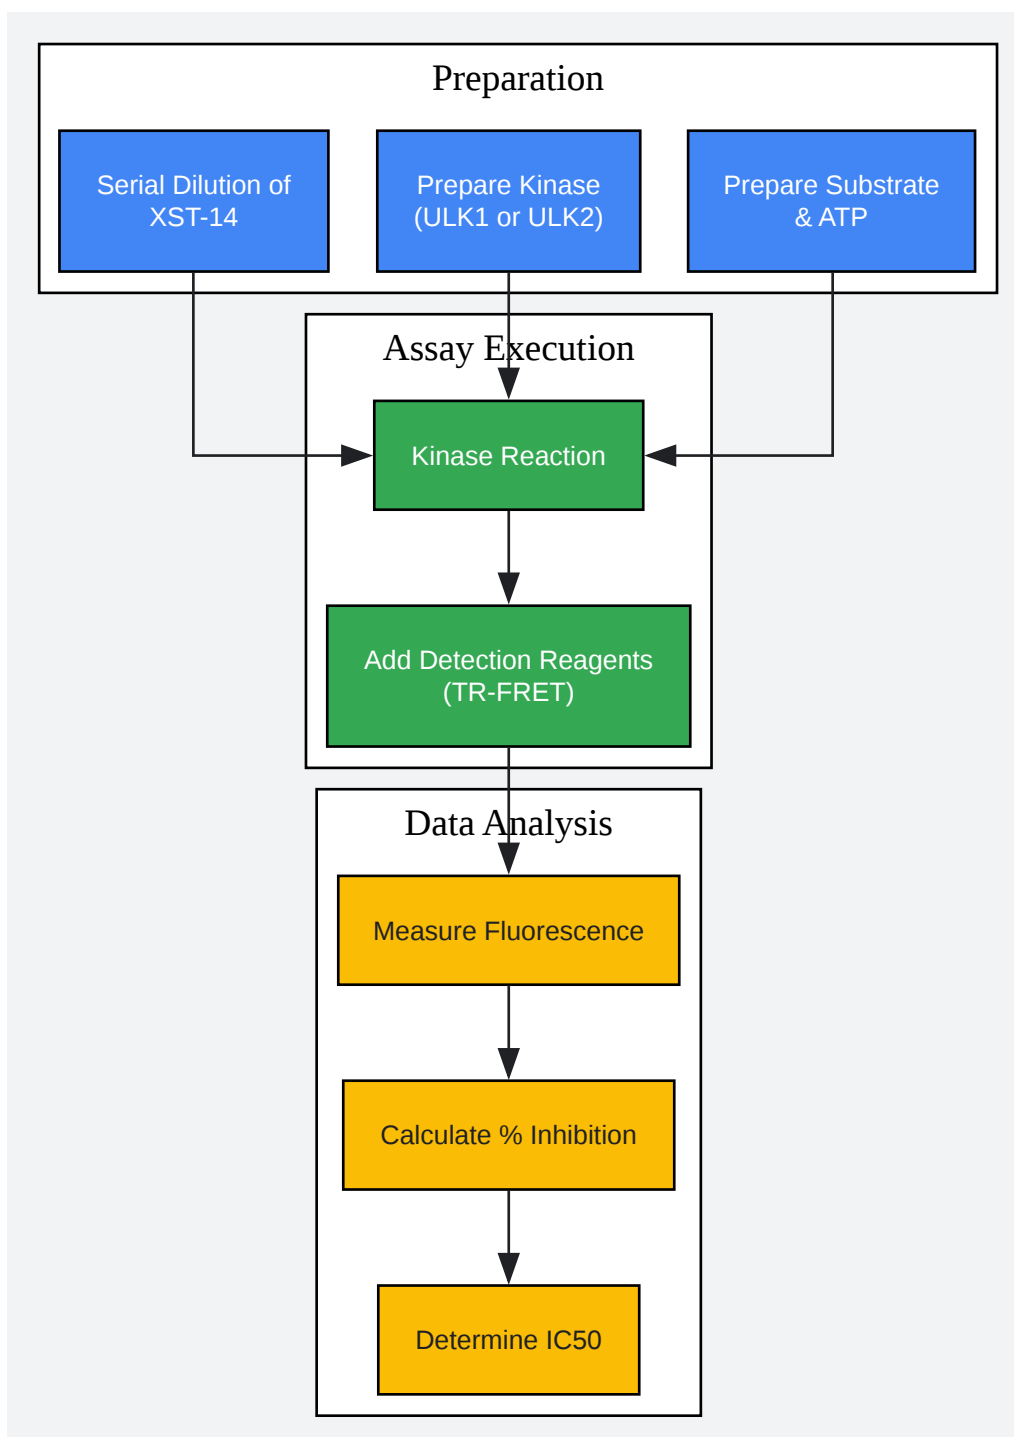 Preparation
Serial Dilution of
XST-14
Prepare Kinase
(ULK1 or ULK2)
Prepare Substrate
& ATP
Assay Execution
Kinase Reaction
Add Detection Reagents
(TR-FRET)
Data Analysis
Measure Fluorescence
Calculate % Inhibition
Determine IC50